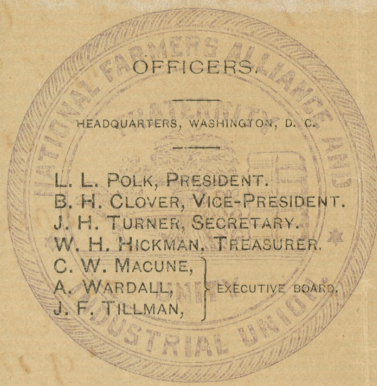 OFFICERS.
HEADQUARTERS, WASHINGTON, D. C.
L. L. POLK, PRESIDENT.
B. H. CLOVER, VICE-PRESIDENT.
J. H. TURNER, SECRETARY.
W. H. HICKMAN, TREASURER.
C. W. MACUNE,
A. WARDALL, EXECUTIVE BOARD.
J. F. TILLMAN,
NATIONAL FARMERS ALLIANCE AND
INDUSTRIAL UNION.
UNITY